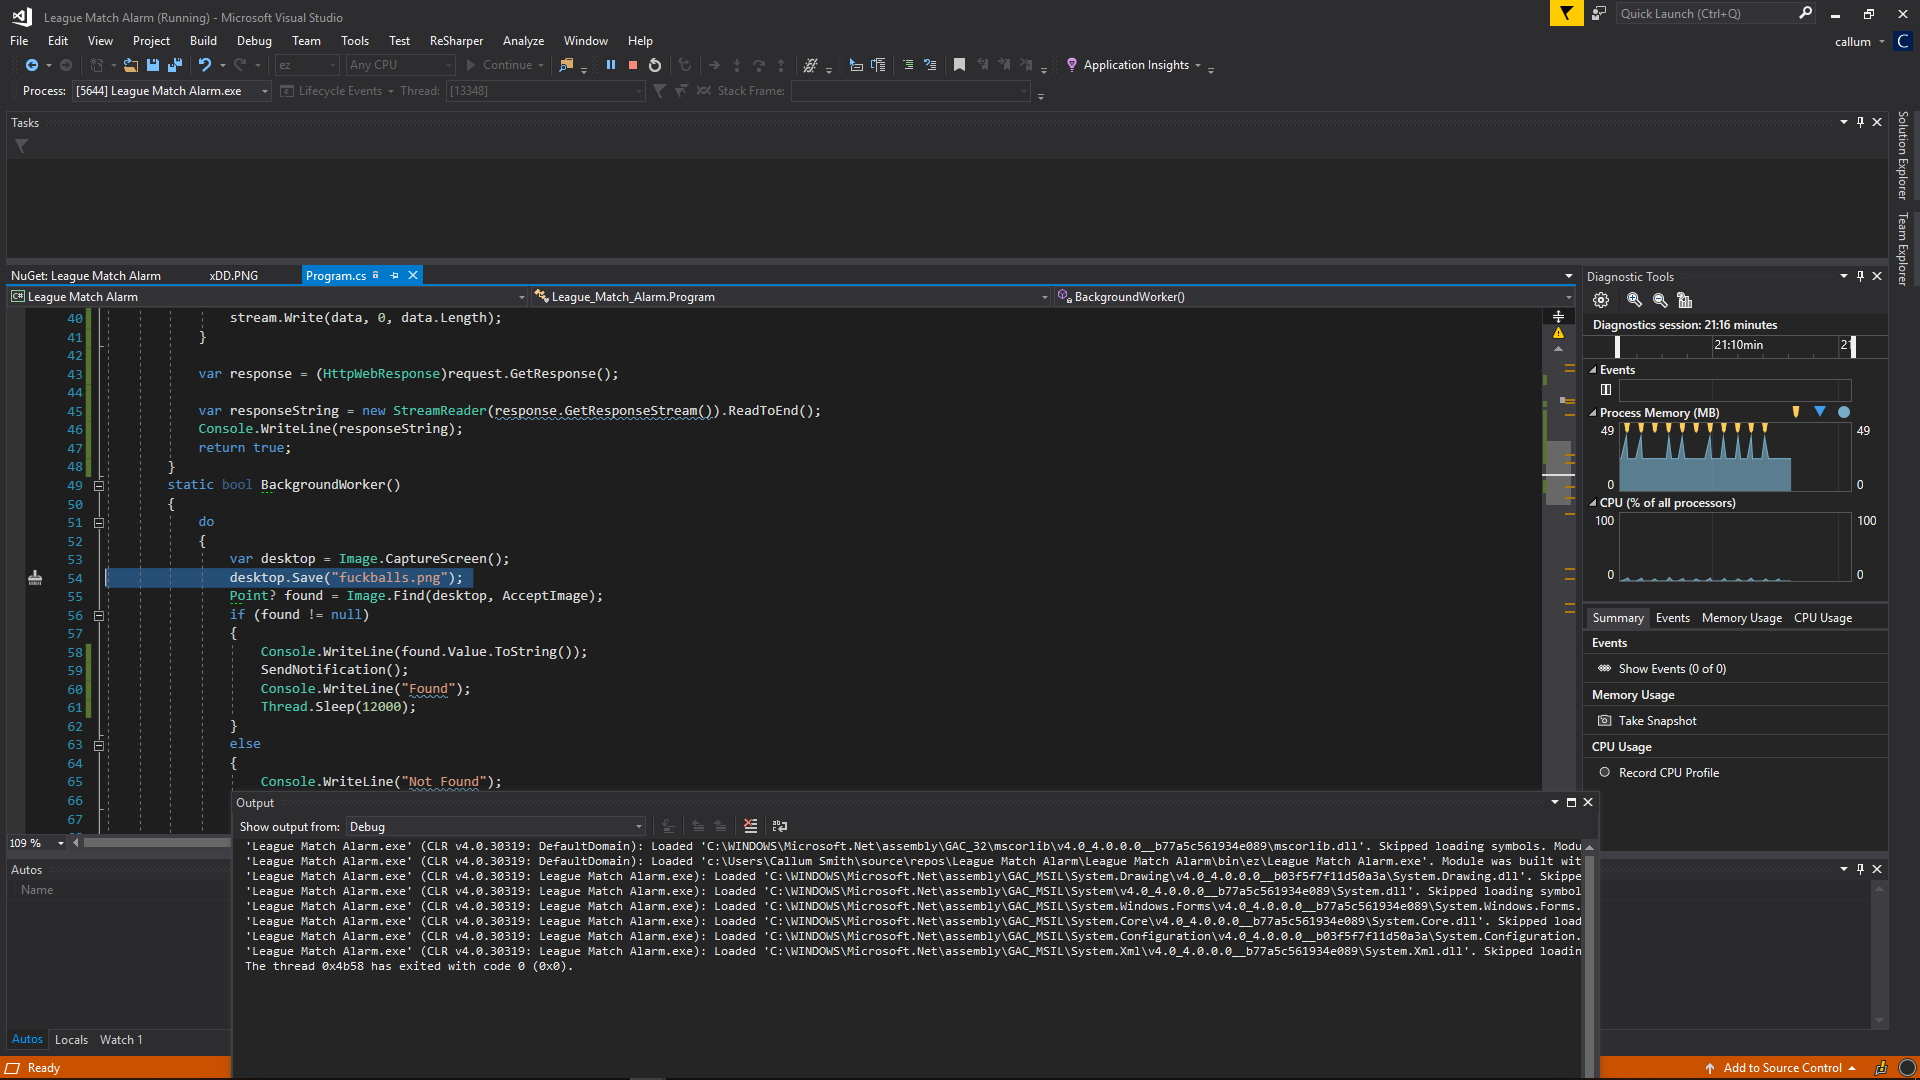 League Match Alarm (Running) - Microsoft Visual Studio
Quick Launch (Ctrl+Q)
File Edit View Project Build Debug Team Tools Test ReSharper Analyze Window Help
callum
C
ez
Any CPU
Continue
Application Insights
Process:
[5644] League Match Alarm.exe
Lifecycle Events
Thread:
[13348]
Stack Frame:
Tasks
Solution Explorer
Team Explorer
NuGet: League Match Alarm
xDD.PNG
Program.cs
C# League Match Alarm
League_Match_Alarm.Program
BackgroundWorker()
40 stream.Write(data, 0, data.Length);
41 }
42
43 var response = (HttpWebResponse)request.GetResponse();
44
45 var responseString = new StreamReader(response.GetResponseStream()).ReadToEnd();
46 Console.WriteLine(responseString);
47 return true;
48 }
49 static bool BackgroundWorker()
50 {
51 do
52 {
53 var desktop = Image.CaptureScreen();
54 desktop.Save("fuckballs.png");
55 Point? found = Image.Find(desktop, AcceptImage);
56 if (found != null)
57 {
58 Console.WriteLine(found.Value.ToString());
59 SendNotification();
60 Console.WriteLine("Found");
61 Thread.Sleep(12000);
62 }
63 else
64 {
65 Console.WriteLine("Not Found");
66
67
109 %
Diagnostic Tools
Diagnostics session: 21:16 minutes
21:10min
21
Events
Process Memory (MB)
49
49
0
0
CPU (% of all processors)
100
100
0
0
Summary Events Memory Usage CPU Usage
Events
Show Events (0 of 0)
Memory Usage
Take Snapshot
CPU Usage
Record CPU Profile
Output
Show output from:
Debug
'League Match Alarm.exe' (CLR v4.0.30319: DefaultDomain): Loaded 'C:\WINDOWS\Microsoft.Net\assembly\GAC_32\mscorlib\v4.0_4.0.0.0__b77a5c561934e089\mscorlib.dll'. Skipped loading symbols. Modu
'League Match Alarm.exe' (CLR v4.0.30319: DefaultDomain): Loaded 'c:\Users\Callum Smith\source\repos\League Match Alarm\League Match Alarm\bin\ez\League Match Alarm.exe'. Module was built wit
'League Match Alarm.exe' (CLR v4.0.30319: League Match Alarm.exe): Loaded 'C:\WINDOWS\Microsoft.Net\assembly\GAC_MSIL\System.Drawing\v4.0_4.0.0.0__b03f5f7f11d50a3a\System.Drawing.dll'. Skippe
'League Match Alarm.exe' (CLR v4.0.30319: League Match Alarm.exe): Loaded 'C:\WINDOWS\Microsoft.Net\assembly\GAC_MSIL\System\v4.0_4.0.0.0__b77a5c561934e089\System.dll'. Skipped loading symbol
'League Match Alarm.exe' (CLR v4.0.30319: League Match Alarm.exe): Loaded 'C:\WINDOWS\Microsoft.Net\assembly\GAC_MSIL\System.Windows.Forms\v4.0_4.0.0.0__b77a5c561934e089\System.Windows.Forms.
'League Match Alarm.exe' (CLR v4.0.30319: League Match Alarm.exe): Loaded 'C:\WINDOWS\Microsoft.Net\assembly\GAC_MSIL\System.Core\v4.0_4.0.0.0__b77a5c561934e089\System.Core.dll'. Skipped load
'League Match Alarm.exe' (CLR v4.0.30319: League Match Alarm.exe): Loaded 'C:\WINDOWS\Microsoft.Net\assembly\GAC_MSIL\System.Configuration\v4.0_4.0.0.0__b03f5f7f11d50a3a\System.Configuration.
'League Match Alarm.exe' (CLR v4.0.30319: League Match Alarm.exe): Loaded 'C:\WINDOWS\Microsoft.Net\assembly\GAC_MSIL\System.Xml\v4.0_4.0.0.0__b77a5c561934e089\System.Xml.dll'. Skipped loadin
The thread 0x4b58 has exited with code 0 (0x0).
Autos
Name
Autos Locals Watch 1
Ready
Add to Source Control